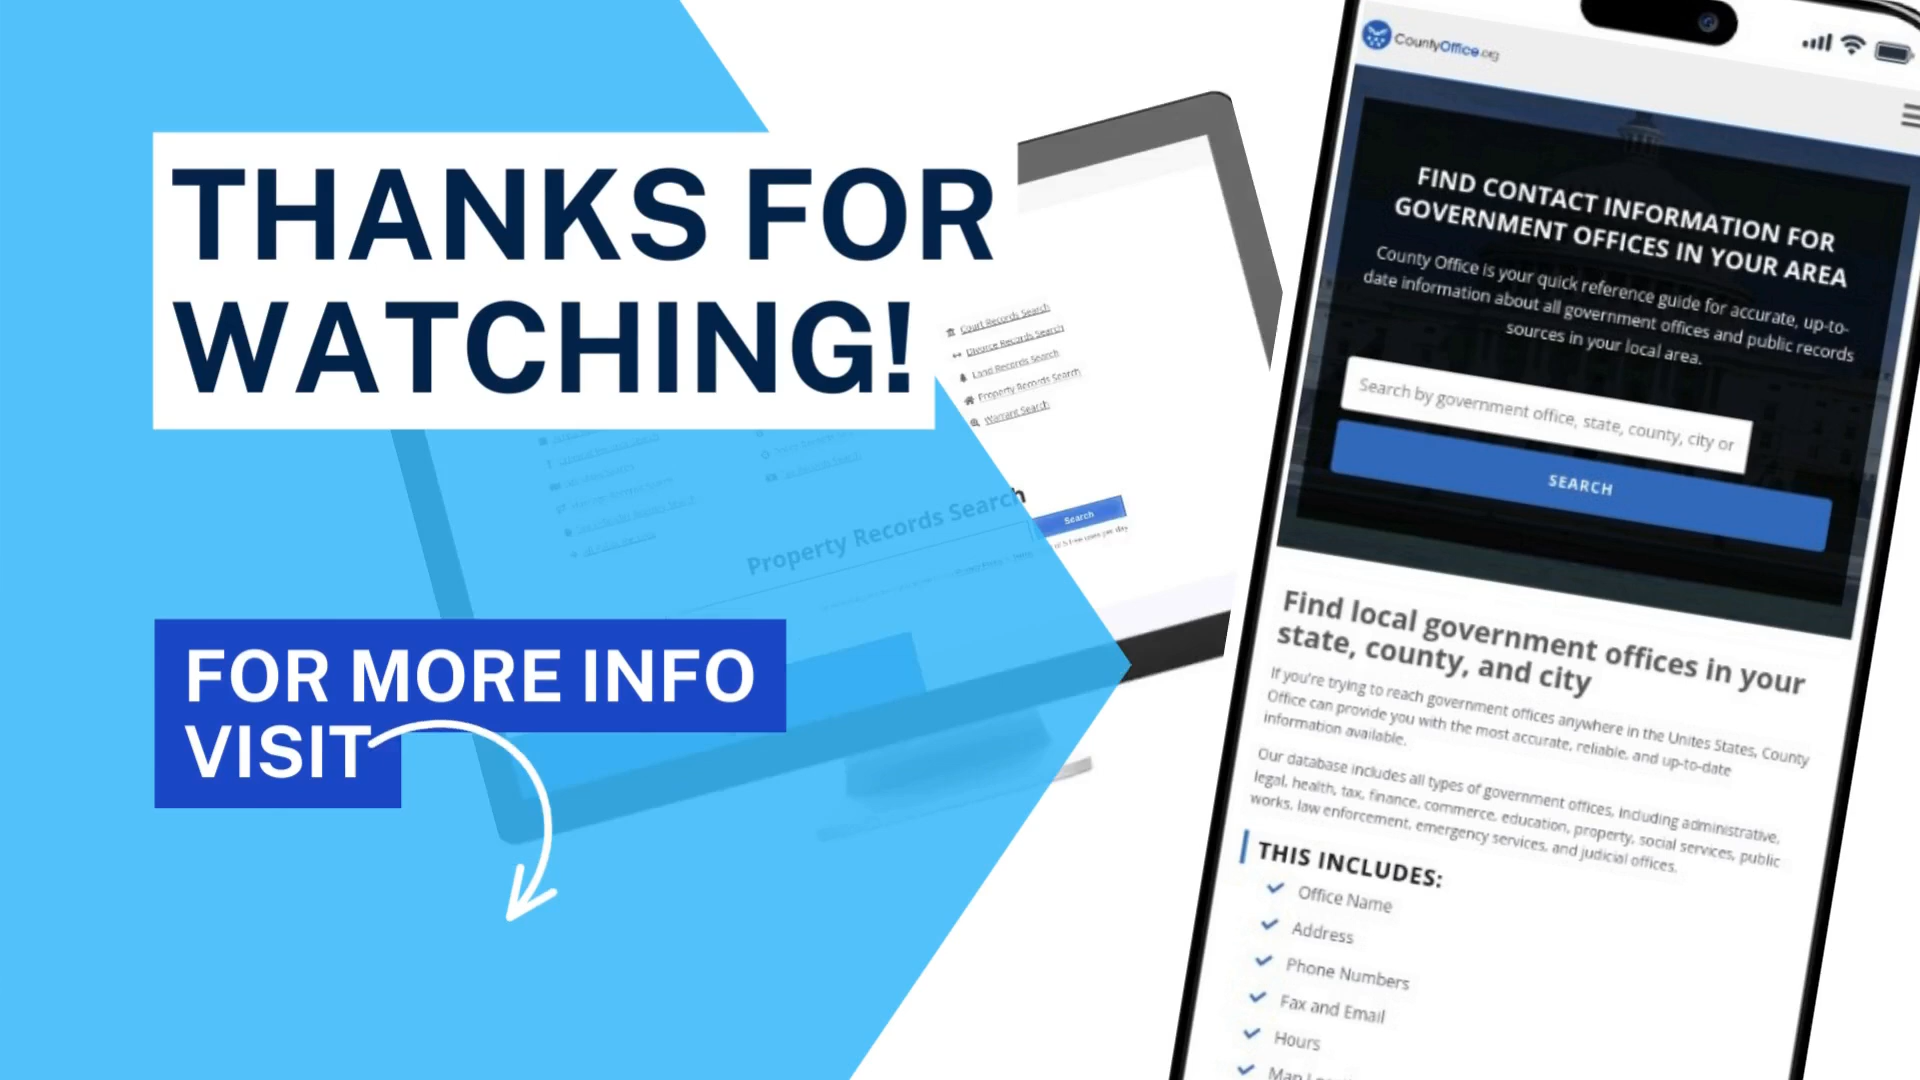 THANKS FOR
WATCHING!
FOR MORE INFO
VISIT
Court Records Search
Divorce Records Search
Land Records Search
Property Records Search
Warrant Search
Property Records Search
Search
CountyOffice.org
FIND CONTACT INFORMATION FOR
GOVERNMENT OFFICES IN YOUR AREA
County Office is your quick reference guide for accurate, up-to-
date information about all government offices and public records
sources in your local area.
Search by government office, state, county, city or
SEARCH
Find local government offices in your
state, county, and city
If you're trying to reach government offices anywhere in the Unites States, County
Office can provide you with the most accurate, reliable, and up-to-date
information available.
Our database includes all types of government offices, including administrative,
legal, health, tax, finance, commerce, education, property, social services, public
works, law enforcement, emergency services, and judicial offices.
THIS INCLUDES:
Office Name
Address
Phone Numbers
Fax and Email
Hours
Map